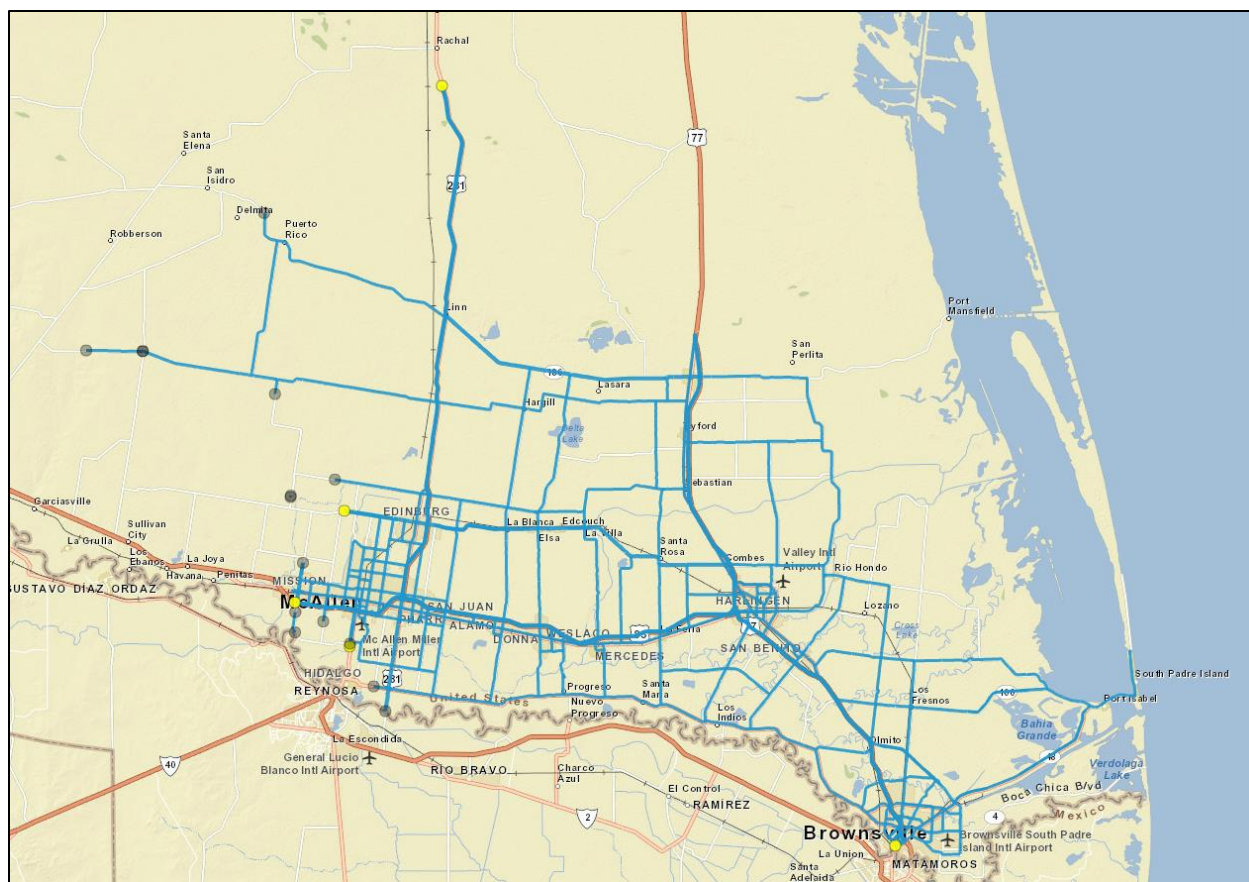 Rachal
77
Santa
Elena
San
Isidro
281
Delmita
Puerto
Rico
Robberson
Linn
Port
Mansfield
San
Perlita
186
Lasara
Hargill
Delta
Lake
Lyford
Sebastian
Garciasville
Sullivan
City
La Grulla
Los
Ebanos
La Joya
Havana
Penitas
GUSTAVO DÍAZ ORDAZ
EDINBURG
La Blanca
Edcouch
Elsa
La Villa
Santa
Rosa
Combes
Valley Intl
Airport
Rio Hondo
MISSION
McAllen
SAN JUAN
PHARR
ALAMO
DONNA
WESLACO
MERCEDES
La Feria
HARLINGEN
Lozano
SAN BENITO
Mc Allen Miller
Intl Airport
HIDALGO
REYNOSA
281
United States
Progreso
Nuevo
Progreso
Santa
Maria
Los
Indios
Los
Fresnos
100
South Padre Island
Port Isabel
Bahia
Grande
48
Verdolaga
Lake
Olmito
Boca Chica Blvd
Mexico
4
La Escondida
General Lucio
Blanco Intl Airport
40
RIO BRAVO
Charco
Azul
El Control
RAMÍREZ
2
Brownsville
Brownsville South Padre
Island Intl Airport
La Union
MATAMOROS
Santa
Adelaida